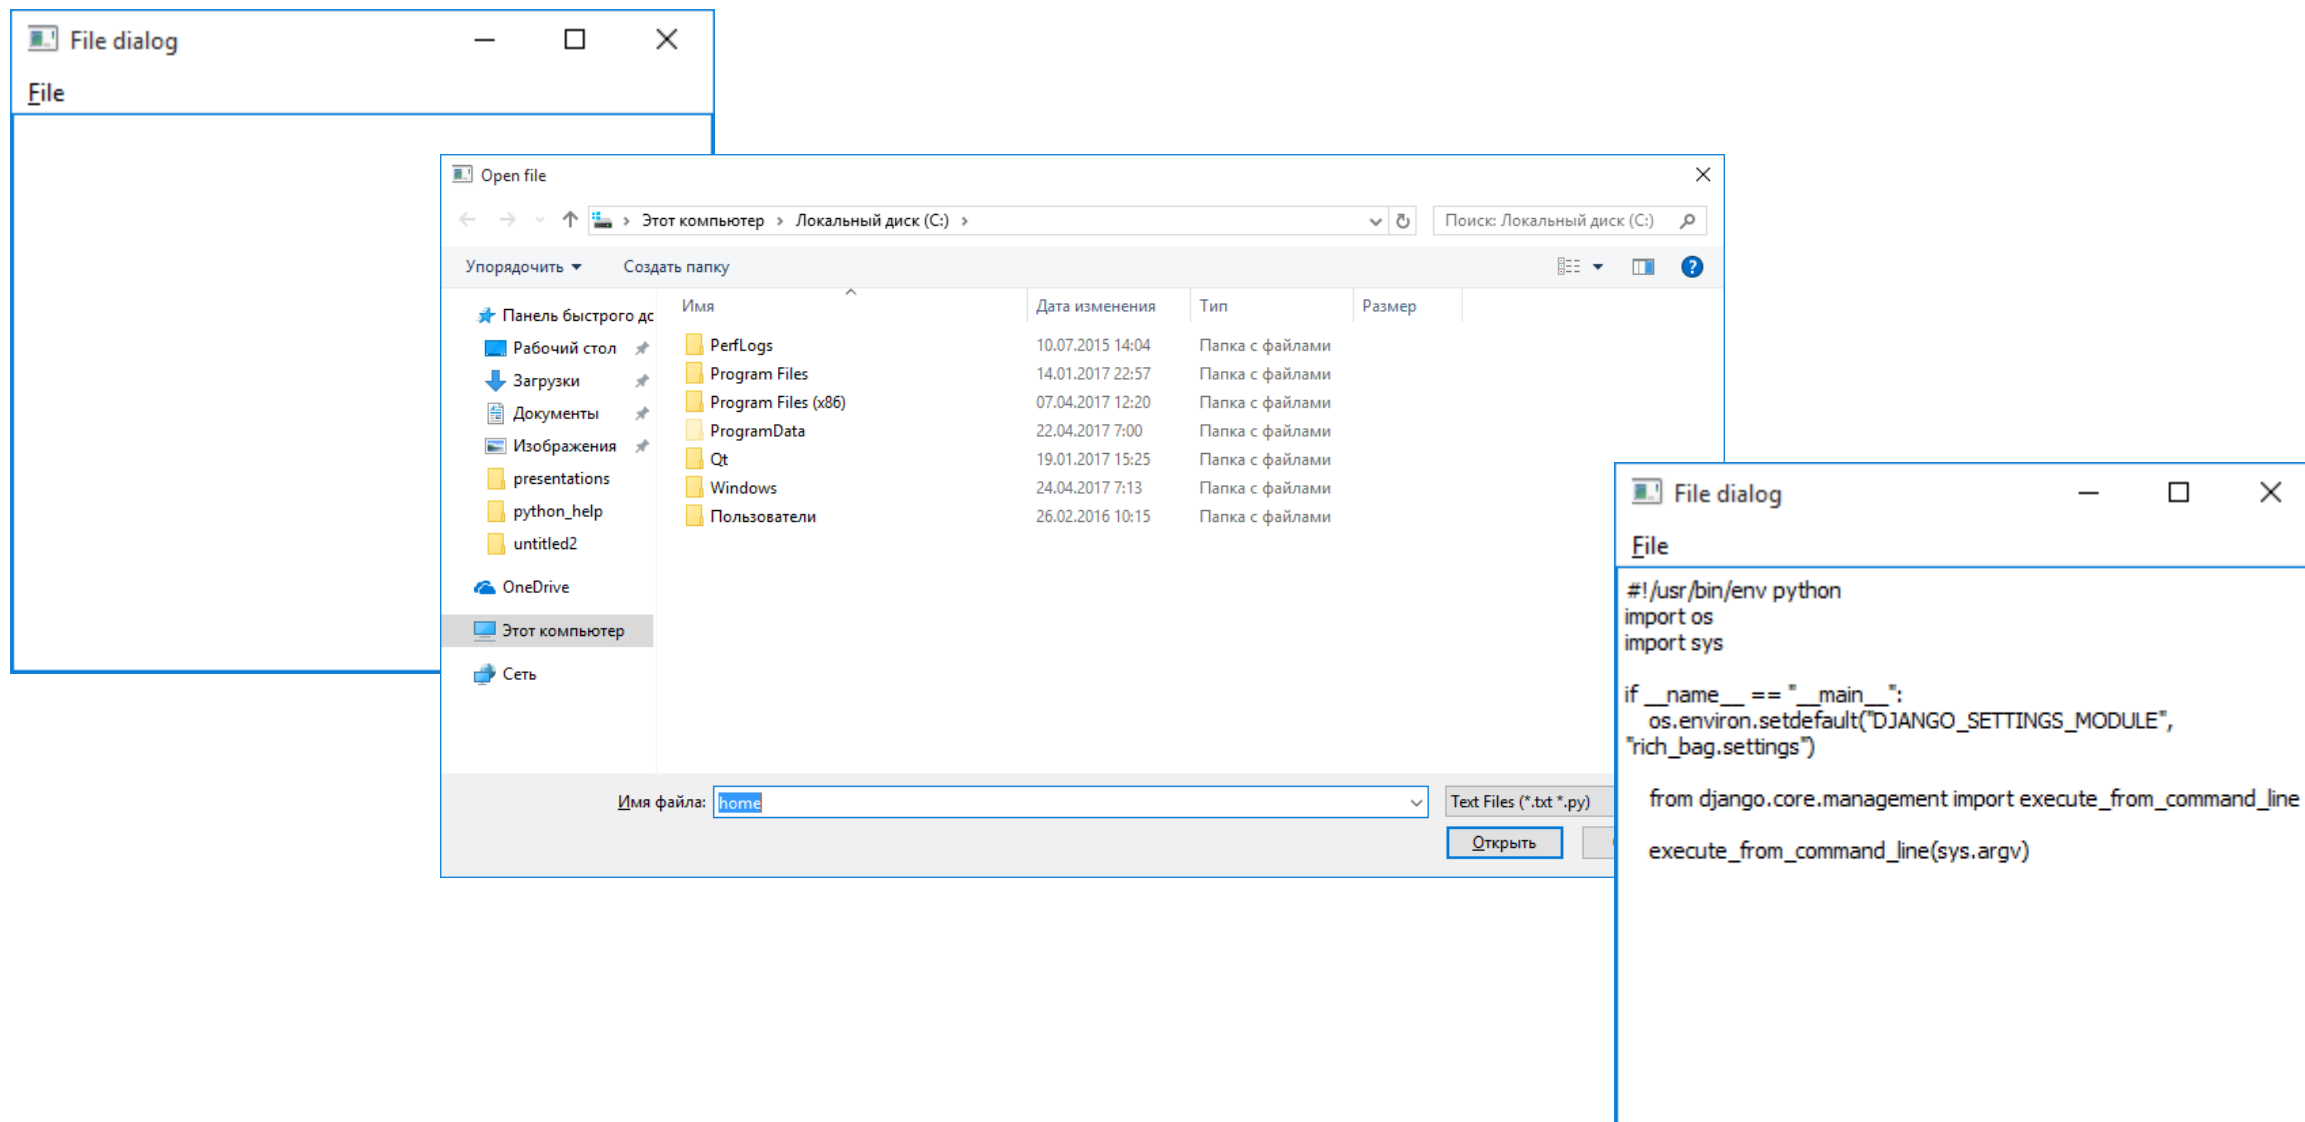 File dialog
File
Open file
Этот компьютер > Локальный диск (C:) >
Поиск: Локальный диск (C:)
Упорядочить
Создать папку
Панель быстрого дс
Рабочий стол
Загрузки
Документы
Изображения
presentations
python_help
untitled2
OneDrive
Этот компьютер
Сеть
Имя Дата изменения Тип Размер
PerfLogs 10.07.2015 14:04 Папка с файлами
Program Files 14.01.2017 22:57 Папка с файлами
Program Files (x86) 07.04.2017 12:20 Папка с файлами
ProgramData 22.04.2017 7:00 Папка с файлами
Qt 19.01.2017 15:25 Папка с файлами
Windows 24.04.2017 7:13 Папка с файлами
Пользователи 26.02.2016 10:15 Папка с файлами
Имя файла: home
Text Files (*.txt *.py)
Открыть
File dialog
File
#!/usr/bin/env python
import os
import sys
if __name__ == "__main__":
os.environ.setdefault("DJANGO_SETTINGS_MODULE",
"rich_bag.settings")
from django.core.management import execute_from_command_line
execute_from_command_line(sys.argv)